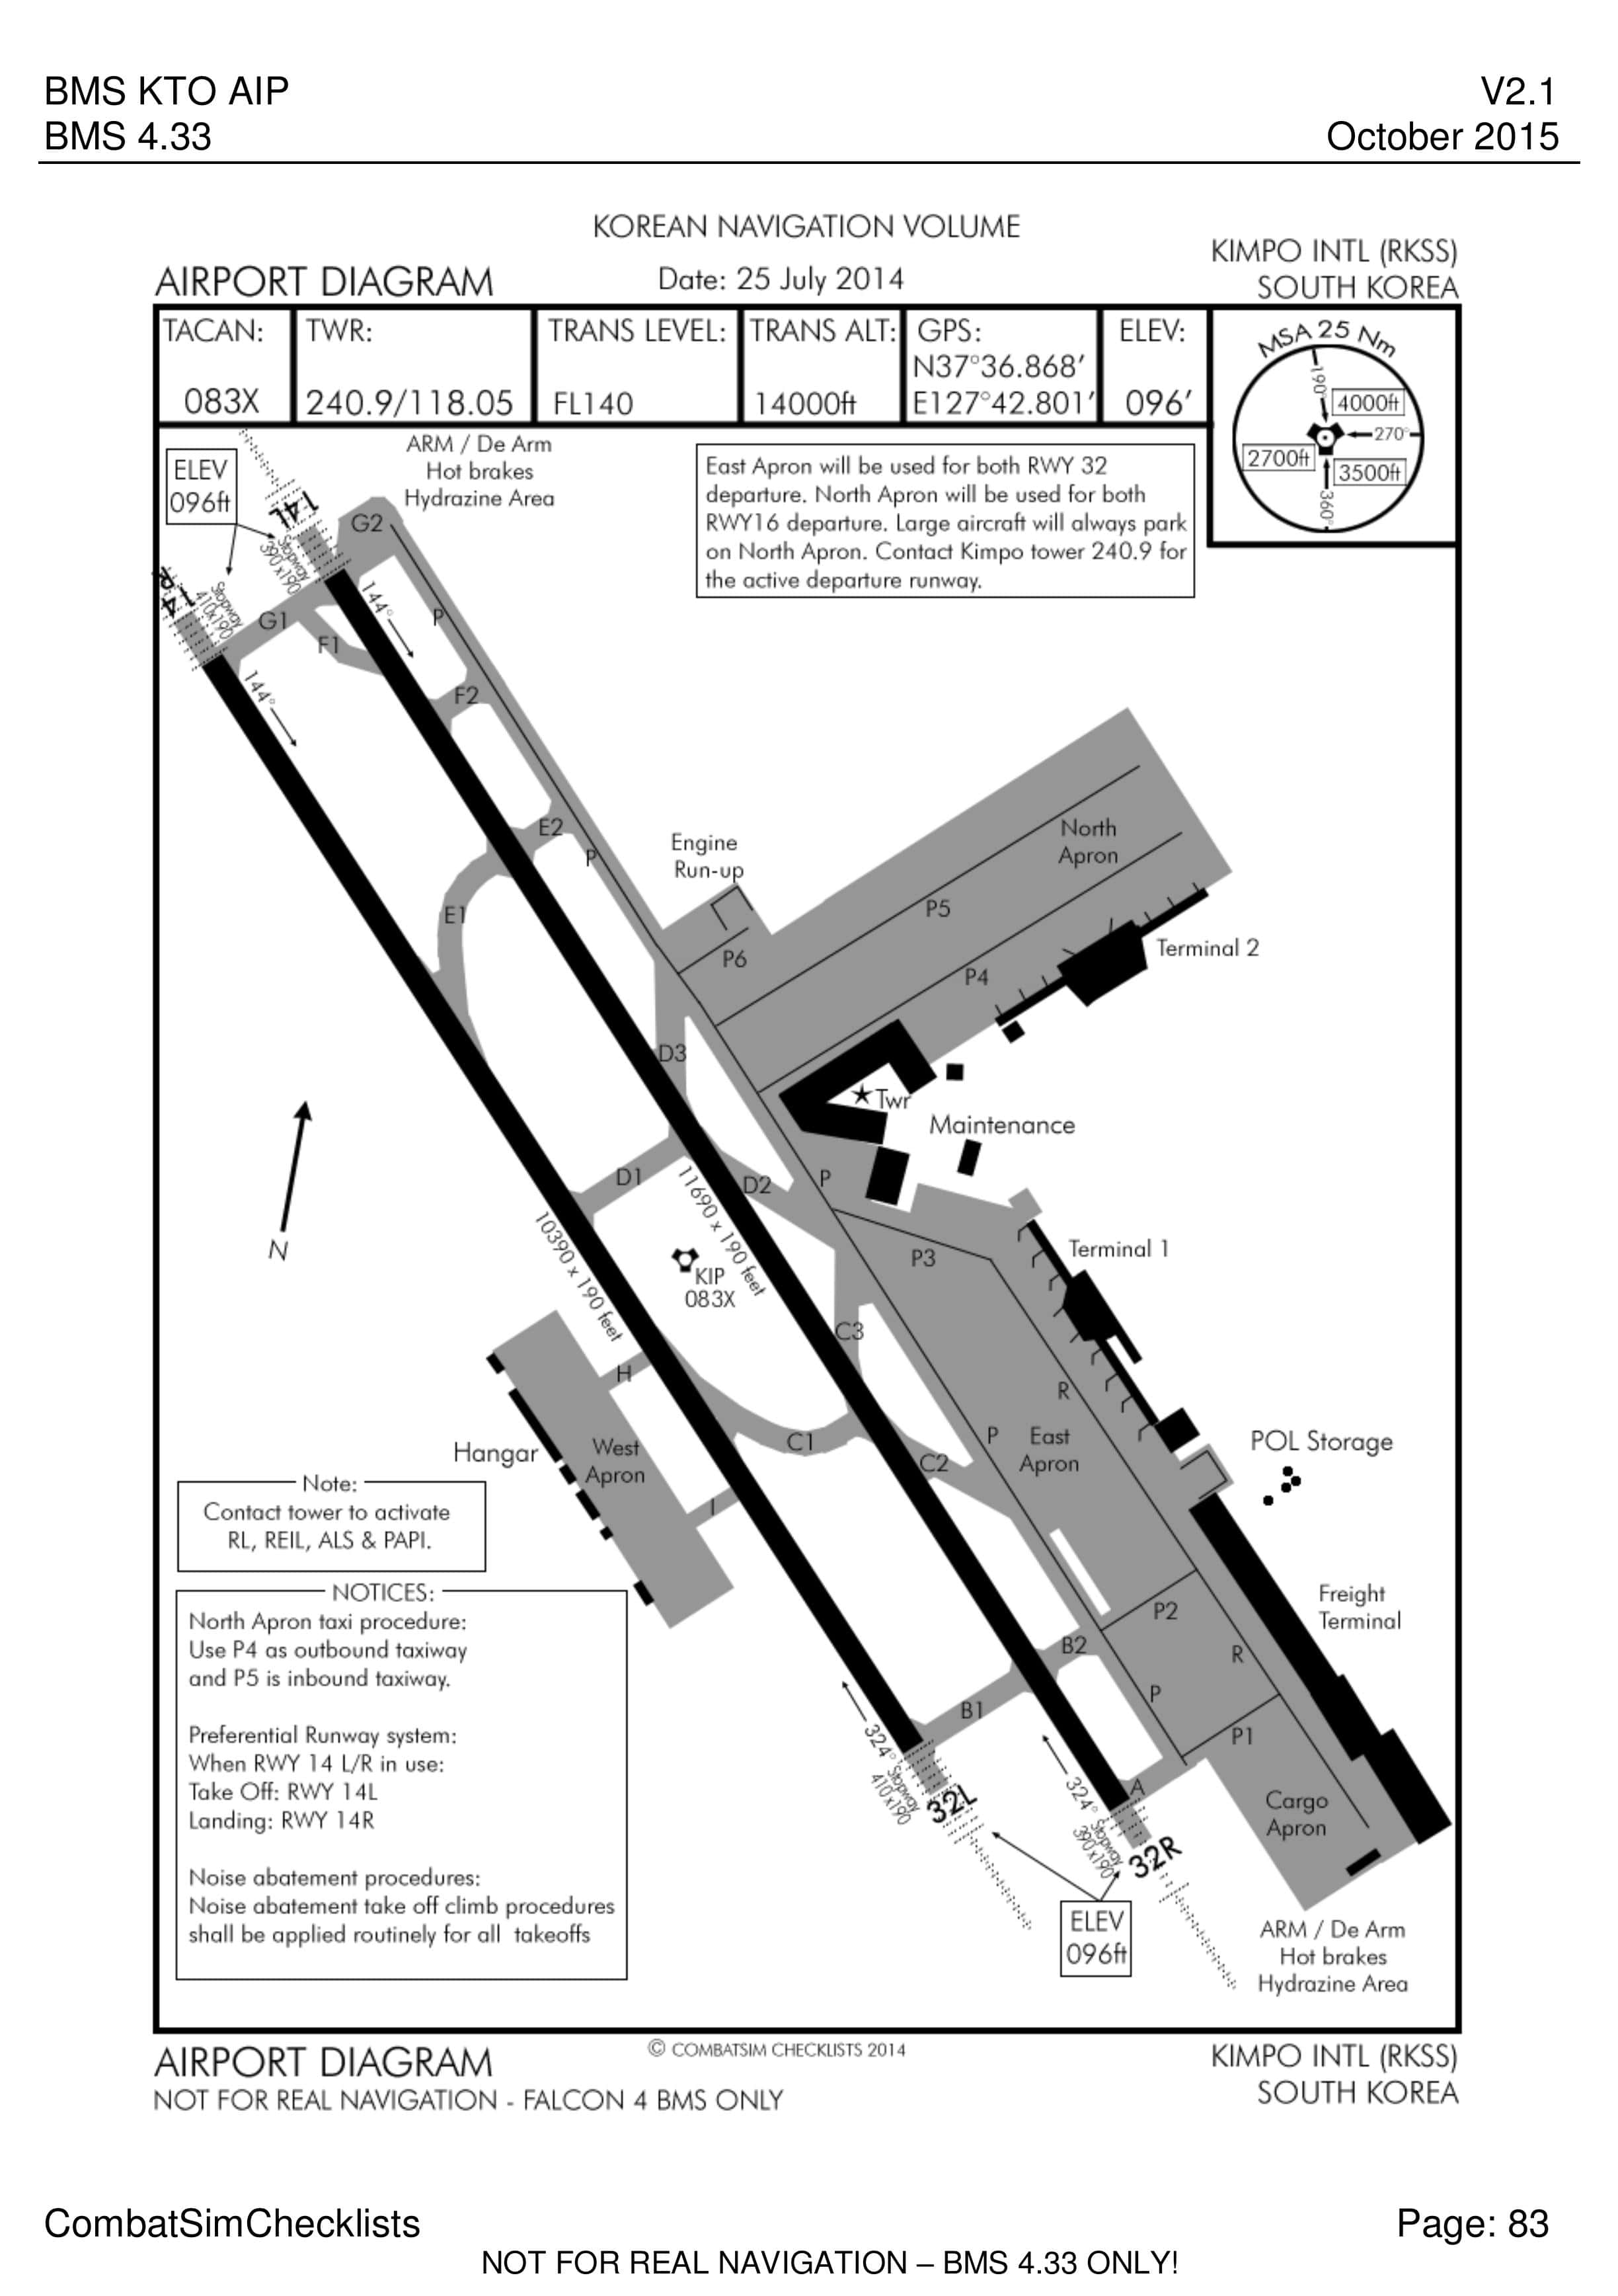 BMS KTO AIP
V2.1
BMS 4.33
October 2015
KOREAN NAVIGATION VOLUME
AIRPORT DIAGRAM
Date: 25 July 2014
KIMPO INTL (RKSS)
SOUTH KOREA
TACAN:
083X
TWR:
240.9/118.05
TRANS LEVEL:
FL140
TRANS ALT:
14000ft
GPS:
N37°36.868′
E127°42.801′
ELEV:
096′
MSA 25 Nm
190°
4000ft
270°
2700ft
3500ft
360°
ELEV
096ft
ARM / De Arm
Hot brakes
Hydrazine Area
East Apron will be used for both RWY 32
departure. North Apron will be used for both
RWY16 departure. Large aircraft will always park
on North Apron. Contact Kimpo tower 240.9 for
the active departure runway.
14L
Stopway
390x190
14R
Stopway
410x190
G2
G1
F1
144°
144°
P
F2
E2
P
E1
Engine
Run-up
North
Apron
P5
P6
P4
Terminal 2
D3
Twr
Maintenance
D1
D2
P
11690 x 190 feet
10390 x 190 feet
N
KIP
083X
P3
Terminal 1
C3
H
R
C1
P
East
Apron
C2
Hangar
West
Apron
I
POL Storage
Note:
Contact tower to activate
RL, REIL, ALS & PAPI.
NOTICES:
North Apron taxi procedure:
Use P4 as outbound taxiway
and P5 is inbound taxiway.
Preferential Runway system:
When RWY 14 L/R in use:
Take Off: RWY 14L
Landing: RWY 14R
Noise abatement procedures:
Noise abatement take off climb procedures
shall be applied routinely for all takeoffs
Freight
Terminal
P2
B2
R
P
B1
P1
324°
Stopway
410x190
32L
324°
Stopway
390x190
32R
A
Cargo
Apron
ELEV
096ft
ARM / De Arm
Hot brakes
Hydrazine Area
AIRPORT DIAGRAM
© COMBATSIM CHECKLISTS 2014
KIMPO INTL (RKSS)
NOT FOR REAL NAVIGATION - FALCON 4 BMS ONLY
SOUTH KOREA
CombatSimChecklists
Page: 83
NOT FOR REAL NAVIGATION – BMS 4.33 ONLY!